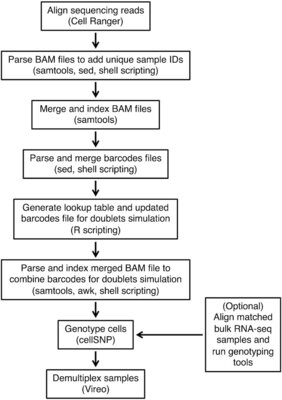 Align sequencing reads
(Cell Ranger)
Parse BAM files to add unique sample IDs
(samtools, sed, shell scripting)
Merge and index BAM files
(samtools)
Parse and merge barcodes files
(sed, shell scripting)
Generate lookup table and updated
barcodes file for doublets simulation
(R scripting)
Parse and index merged BAM file to
combine barcodes for doublets simulation
(samtools, awk, shell scripting)
Genotype cells
(cellSNP)
(Optional)
Align matched
bulk RNA-seq
samples and
run genotyping
tools
Demultiplex samples
(Vireo)